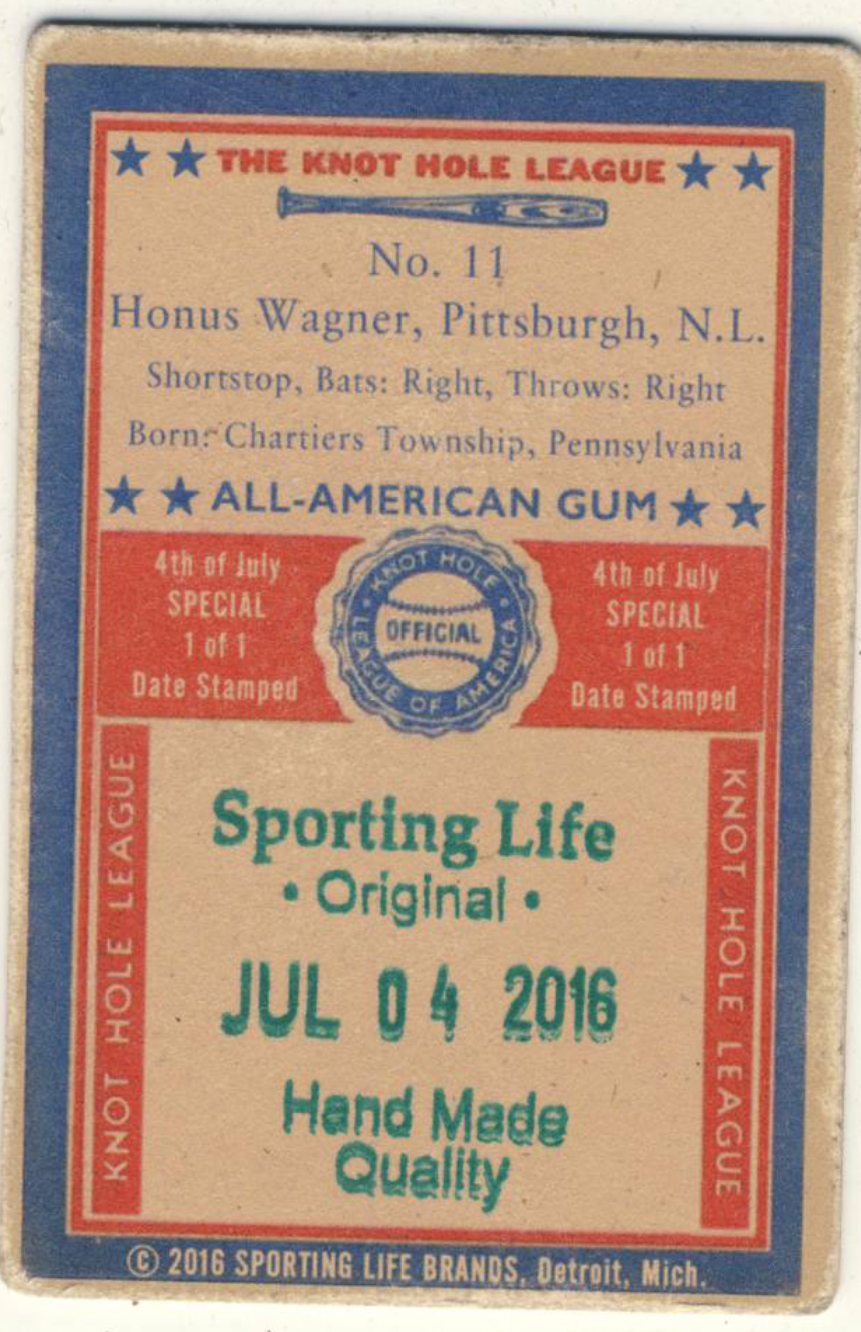 ★ ★ THE KNOT HOLE LEAGUE ★ ★
No. 11
Honus Wagner, Pittsburgh, N.L.
Shortstop, Bats: Right, Throws: Right
Born: Chartiers Township, Pennsylvania
★ ★ ALL-AMERICAN GUM ★ ★
4th of July
SPECIAL
1 of 1
Date Stamped
KNOT HOLE
OFFICIAL
LEAGUE OF AMERICA
4th of July
SPECIAL
1 of 1
Date Stamped
KNOT HOLE LEAGUE
Sporting Life
• Original •
JUL 04 2016
Hand Made
Quality
KNOT HOLE LEAGUE
© 2016 SPORTING LIFE BRANDS, Detroit, Mich.